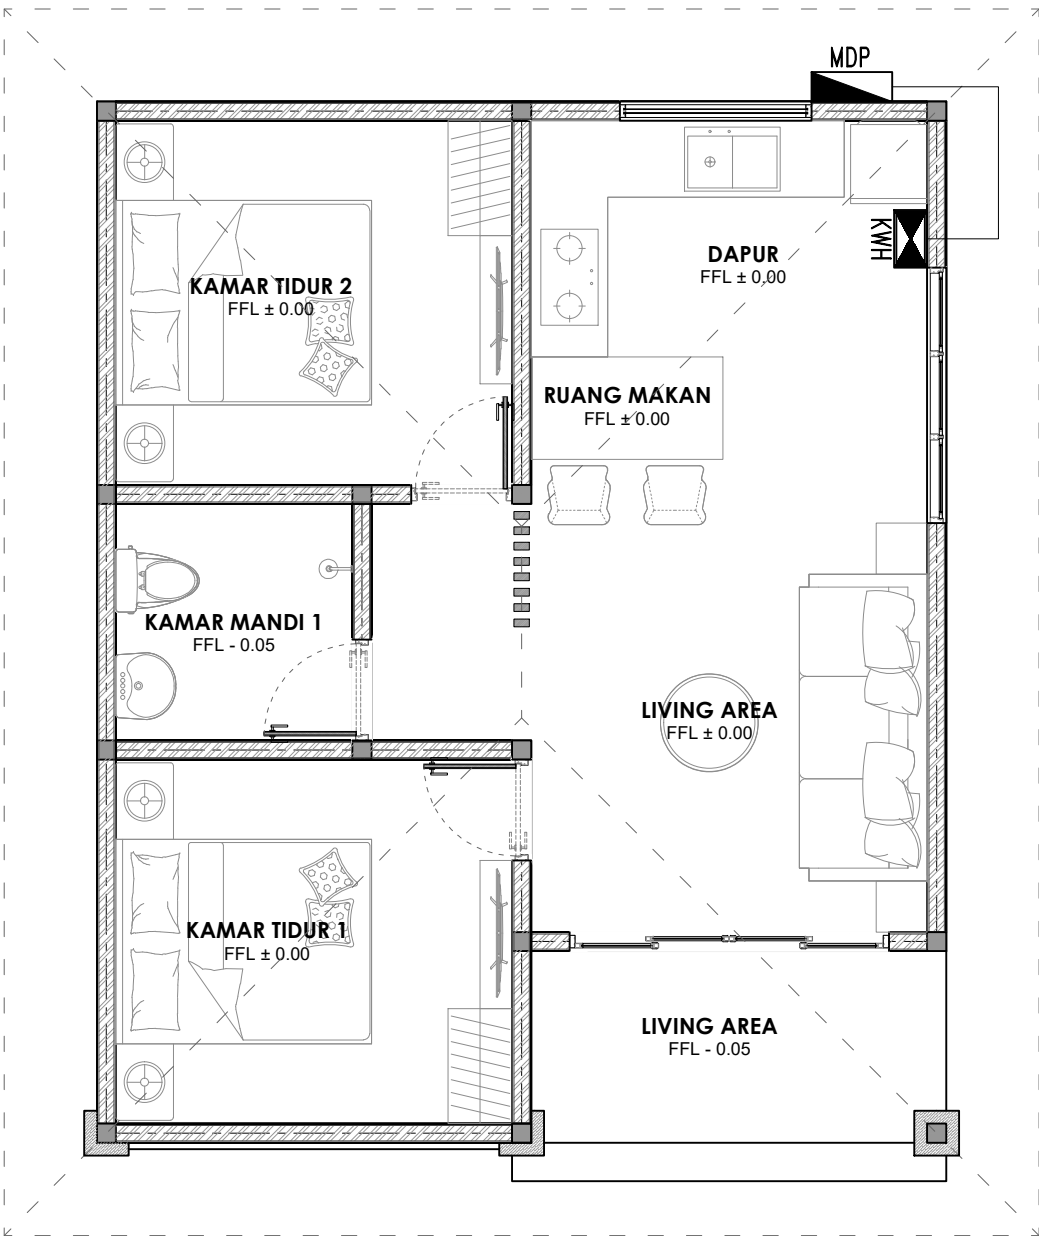 MDP
KWH
DAPUR
FFL ± 0.00
KAMAR TIDUR 2
FFL ± 0.00
RUANG MAKAN
FFL ± 0.00
KAMAR MANDI 1
FFL - 0.05
LIVING AREA
FFL ± 0.00
KAMAR TIDUR 1
FFL ± 0.00
LIVING AREA
FFL - 0.05